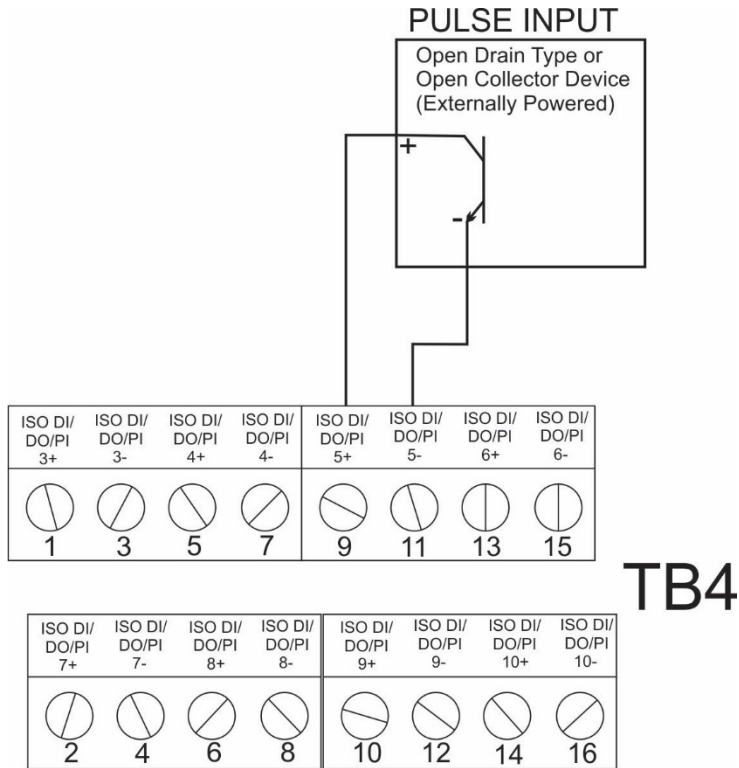 PULSE INPUT
Open Drain Type or
Open Collector Device
(Externally Powered)
+
-
ISO DI/ ISO DI/ ISO DI/ ISO DI/ ISO DI/ ISO DI/ ISO DI/ ISO DI/
DO/PI DO/PI DO/PI DO/PI DO/PI DO/PI DO/PI DO/PI
3+ 3- 4+ 4- 5+ 5- 6+ 6-
1 3 5 7 9 11 13 15
TB4
ISO DI/ ISO DI/ ISO DI/ ISO DI/ ISO DI/ ISO DI/ ISO DI/ ISO DI/
DO/PI DO/PI DO/PI DO/PI DO/PI DO/PI DO/PI DO/PI
7+ 7- 8+ 8- 9+ 9- 10+ 10-
2 4 6 8 10 12 14 16